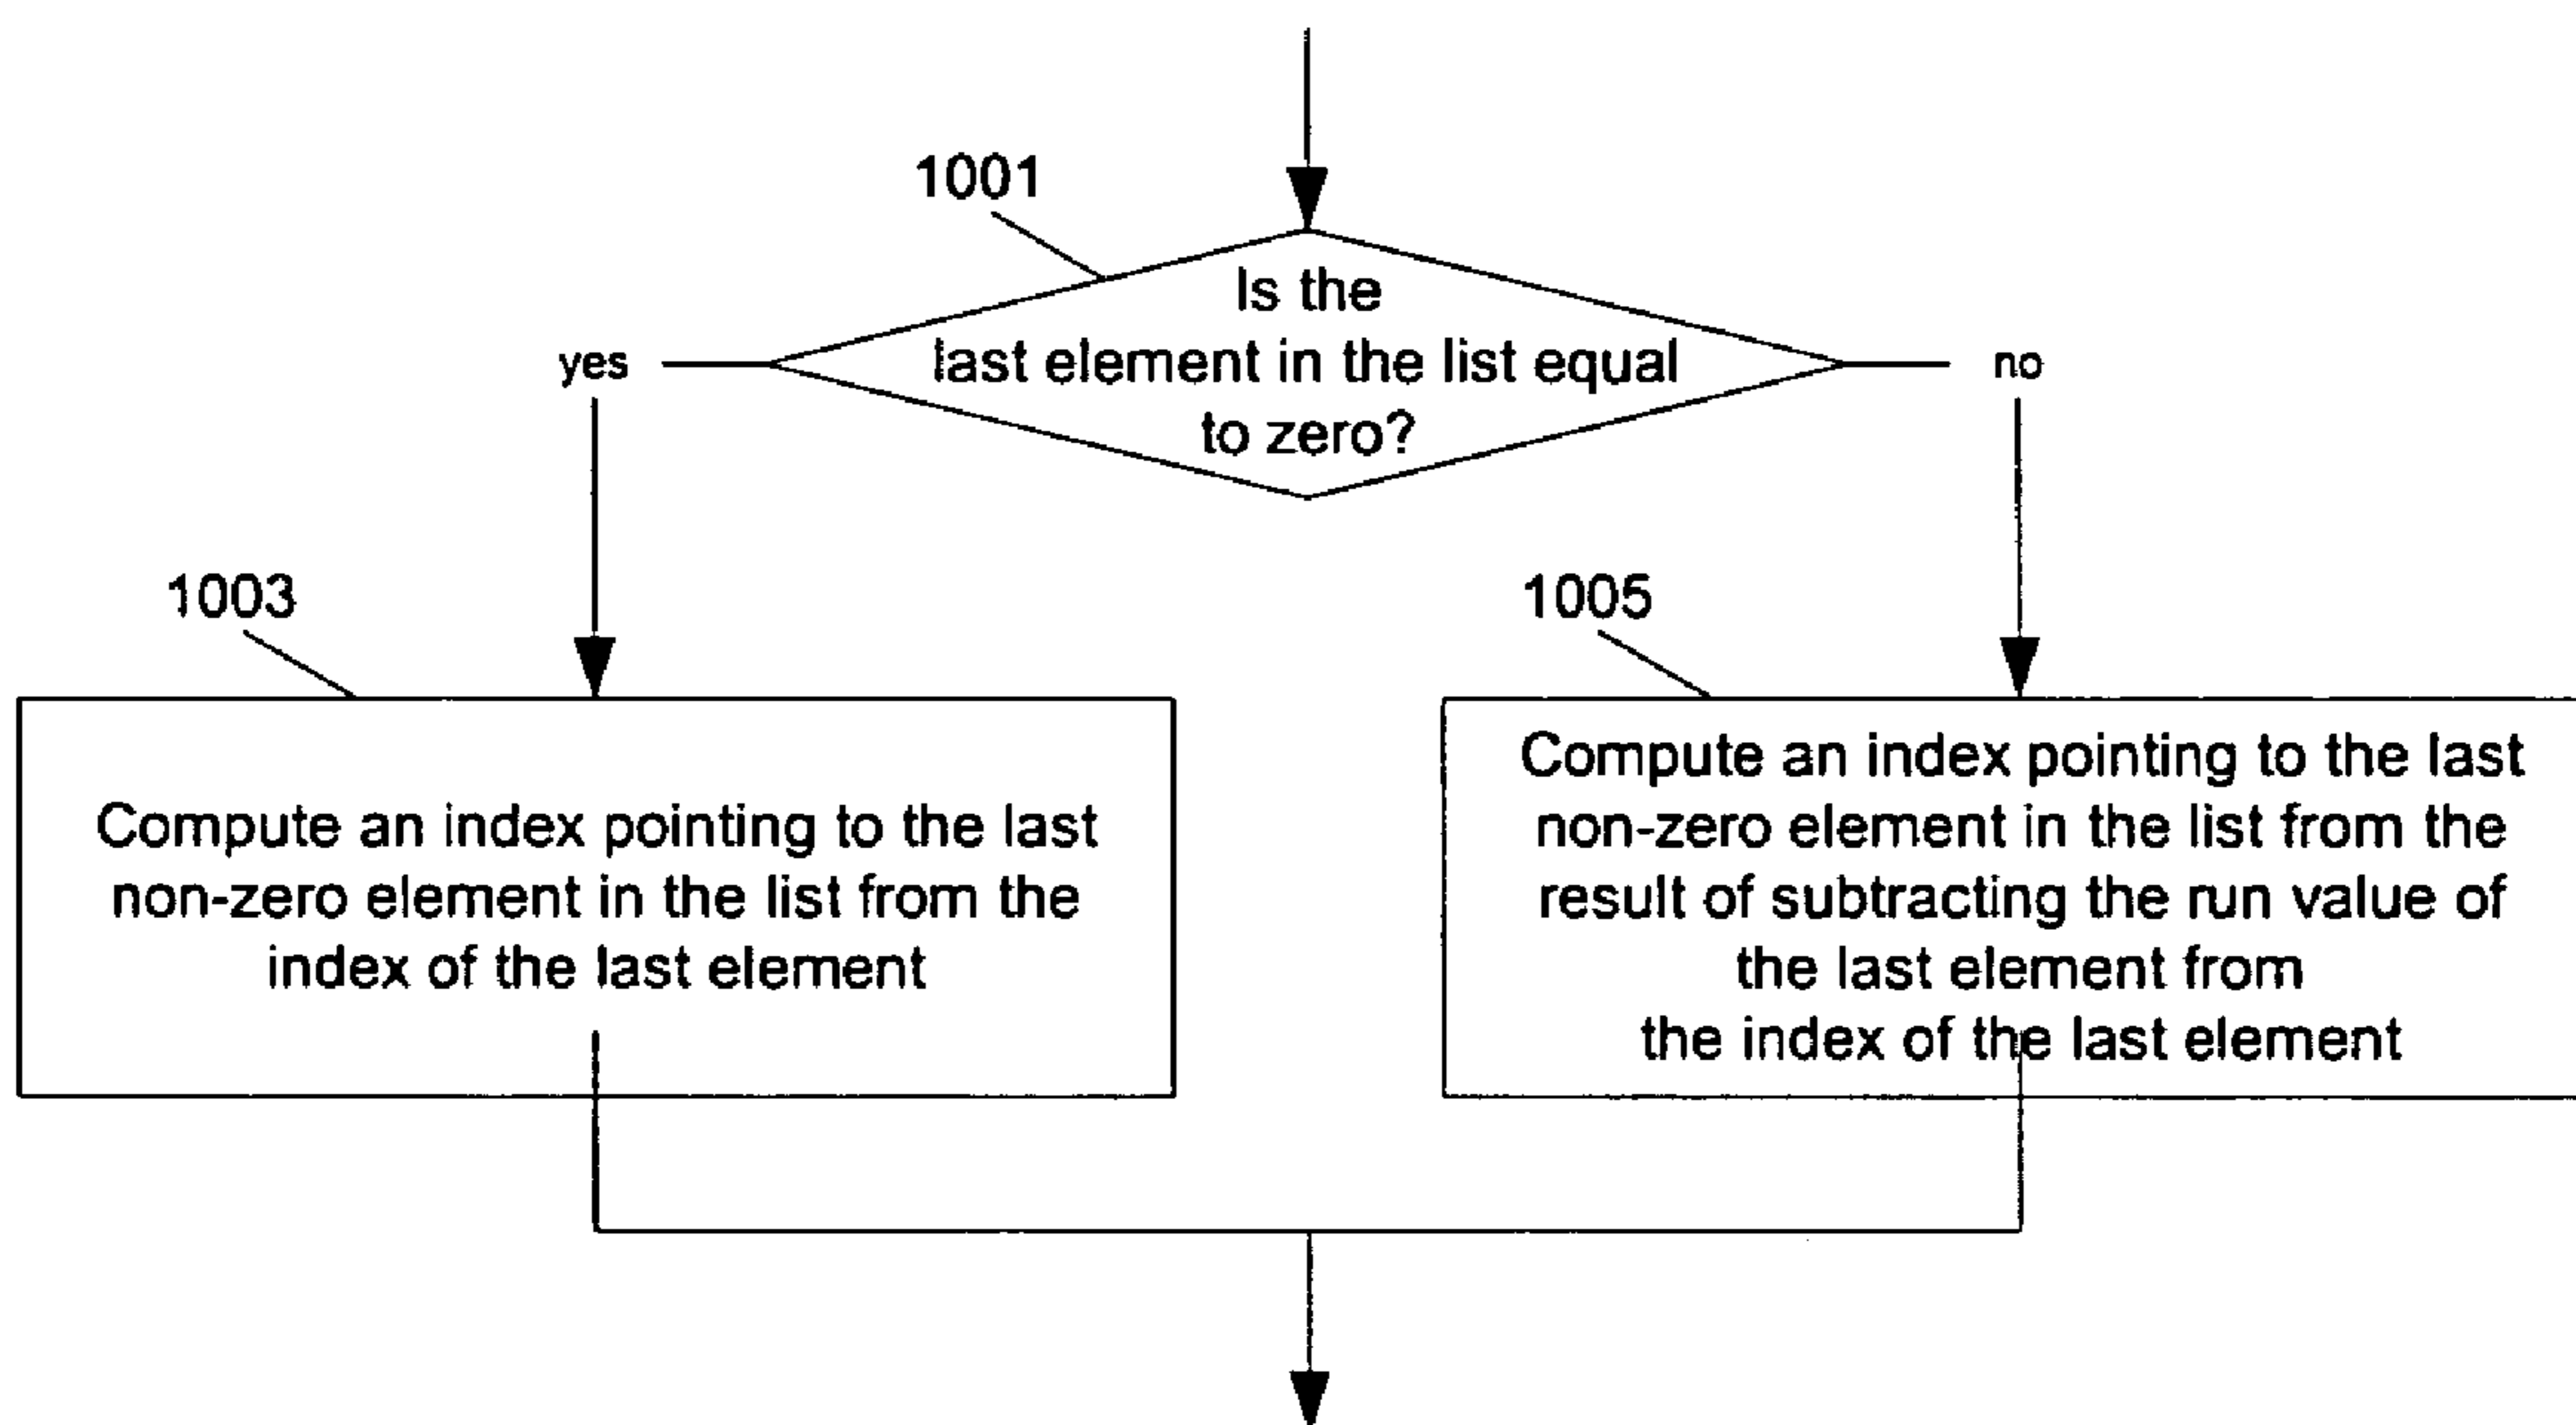 1001
Is the
last element in the list equal
to zero?
yes
no
1003
1005
Compute an index pointing to the last
non-zero element in the list from the
index of the last element
Compute an index pointing to the last
non-zero element in the list from the
result of subtracting the run value of
the last element from
the index of the last element